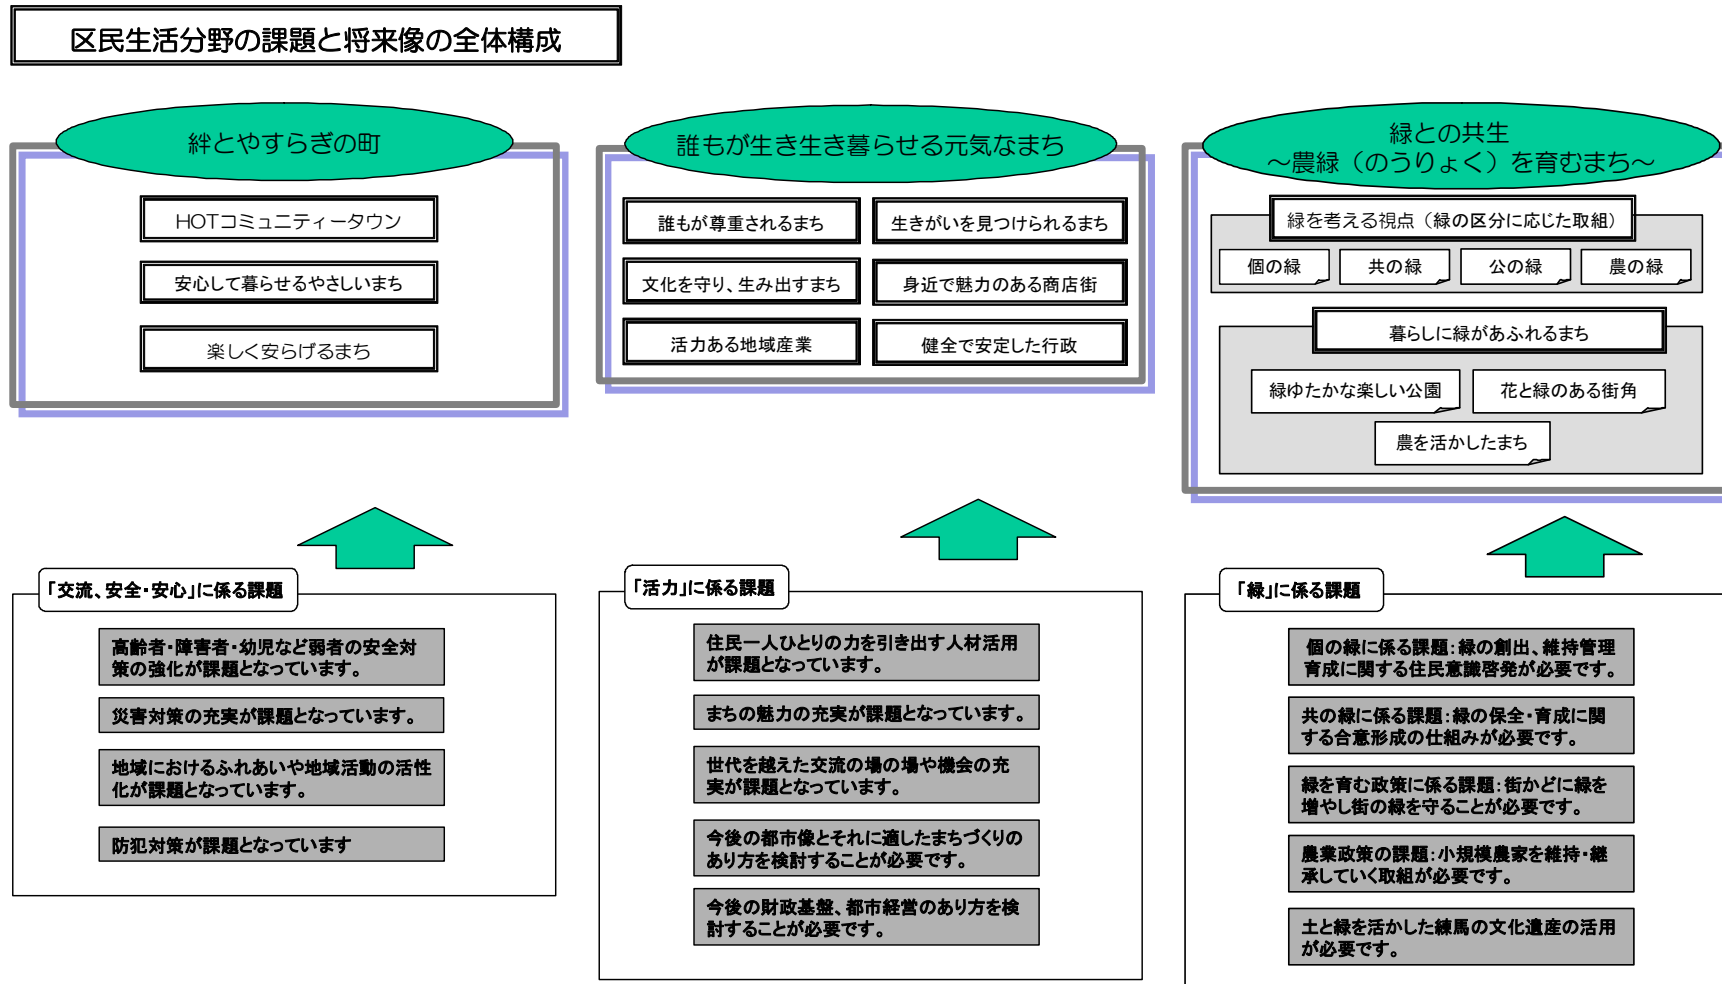 区民生活分野の課題と将来像の全体構成
絆とやすらぎの町
HOTコミュニティータウン
安心して暮らせるやさしいまち
楽しく安らげるまち
誰もが生き生き暮らせる元気なまち
誰もが尊重されるまち
生きがいを見つけられるまち
文化を守り、生み出すまち
身近で魅力のある商店街
活力ある地域産業
健全で安定した行政
緑との共生
～農緑（のうりょく）を育むまち～
緑を考える視点（緑の区分に応じた取組）
個の緑
共の緑
公の緑
農の緑
暮らしに緑があふれるまち
緑ゆたかな楽しい公園
花と緑のある街角
農を活かしたまち
「交流、安全・安心」に係る課題
高齢者・障害者・幼児など弱者の安全対
策の強化が課題となっています。
災害対策の充実が課題となっています。
地域におけるふれあいや地域活動の活性
化が課題となっています。
防犯対策が課題となっています
「活力」に係る課題
住民一人ひとりの力を引き出す人材活用
が課題となっています。
まちの魅力の充実が課題となっています。
世代を越えた交流の場の場や機会の充
実が課題となっています。
今後の都市像とそれに適したまちづくりの
あり方を検討することが必要です。
今後の財政基盤、都市経営のあり方を検
討することが必要です。
「緑」に係る課題
個の緑に係る課題：緑の創出、維持管理
育成に関する住民意識啓発が必要です。
共の緑に係る課題：緑の保全・育成に関
する合意形成の仕組みが必要です。
緑を育む政策に係る課題：街かどに緑を
増やし街の緑を守ることが必要です。
農業政策の課題：小規模農家を維持・継
承していく取組が必要です。
土と緑を活かした練馬の文化遺産の活用
が必要です。